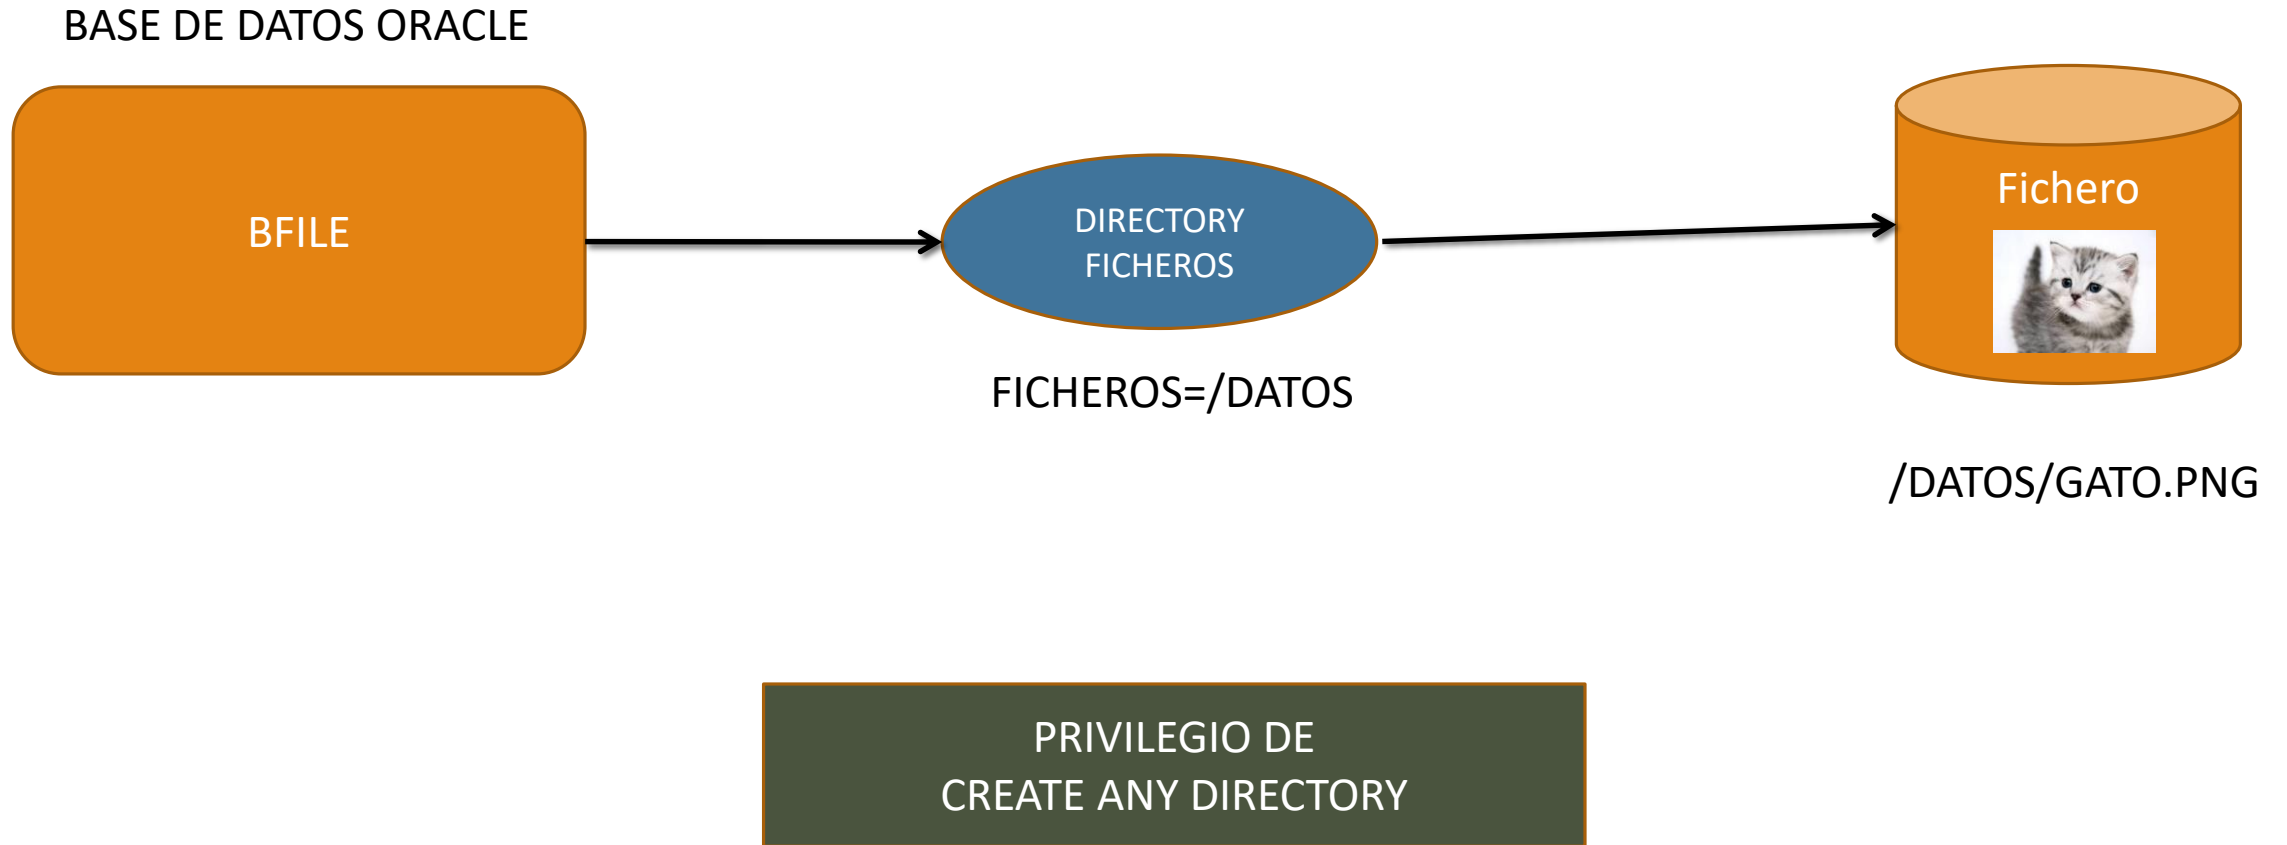 BASE DE DATOS ORACLE
BFILE
DIRECTORY
FICHEROS
FICHEROS=/DATOS
Fichero
/DATOS/GATO.PNG
PRIVILEGIO DE
CREATE ANY DIRECTORY